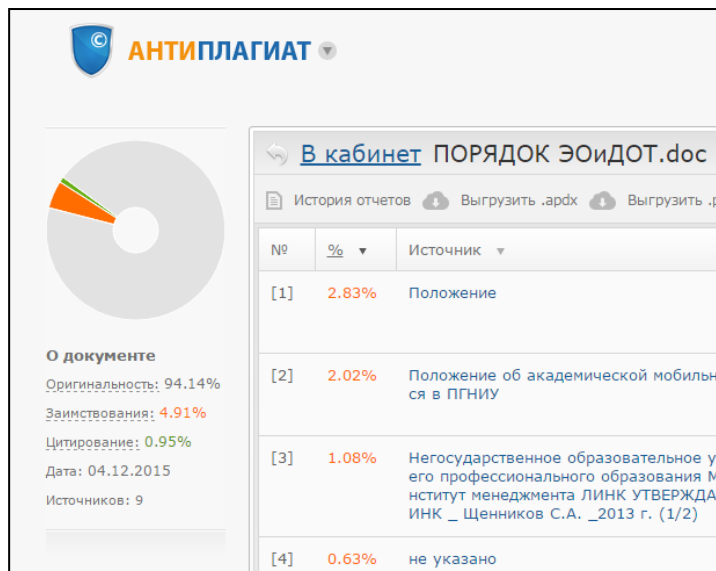 ©
АНТИПЛАГИАТ
В кабинет ПОРЯДОК ЭОиДОТ.doc
История отчетов Выгрузить .apdx Выгрузить .
№ % Источник
[1] 2.83% Положение
[2] 2.02% Положение об академической мобильн
ся в ПГНИУ
[3] 1.08% Негосударственное образовательное у
его профессионального образования М
нститут менеджмента ЛИНК УТВЕРЖДА
ИНК _ Щенников С.А. _2013 г. (1/2)
[4] 0.63% не указано
О документе
Оригинальность: 94.14%
Заимствования: 4.91%
Цитирование: 0.95%
Дата: 04.12.2015
Источников: 9